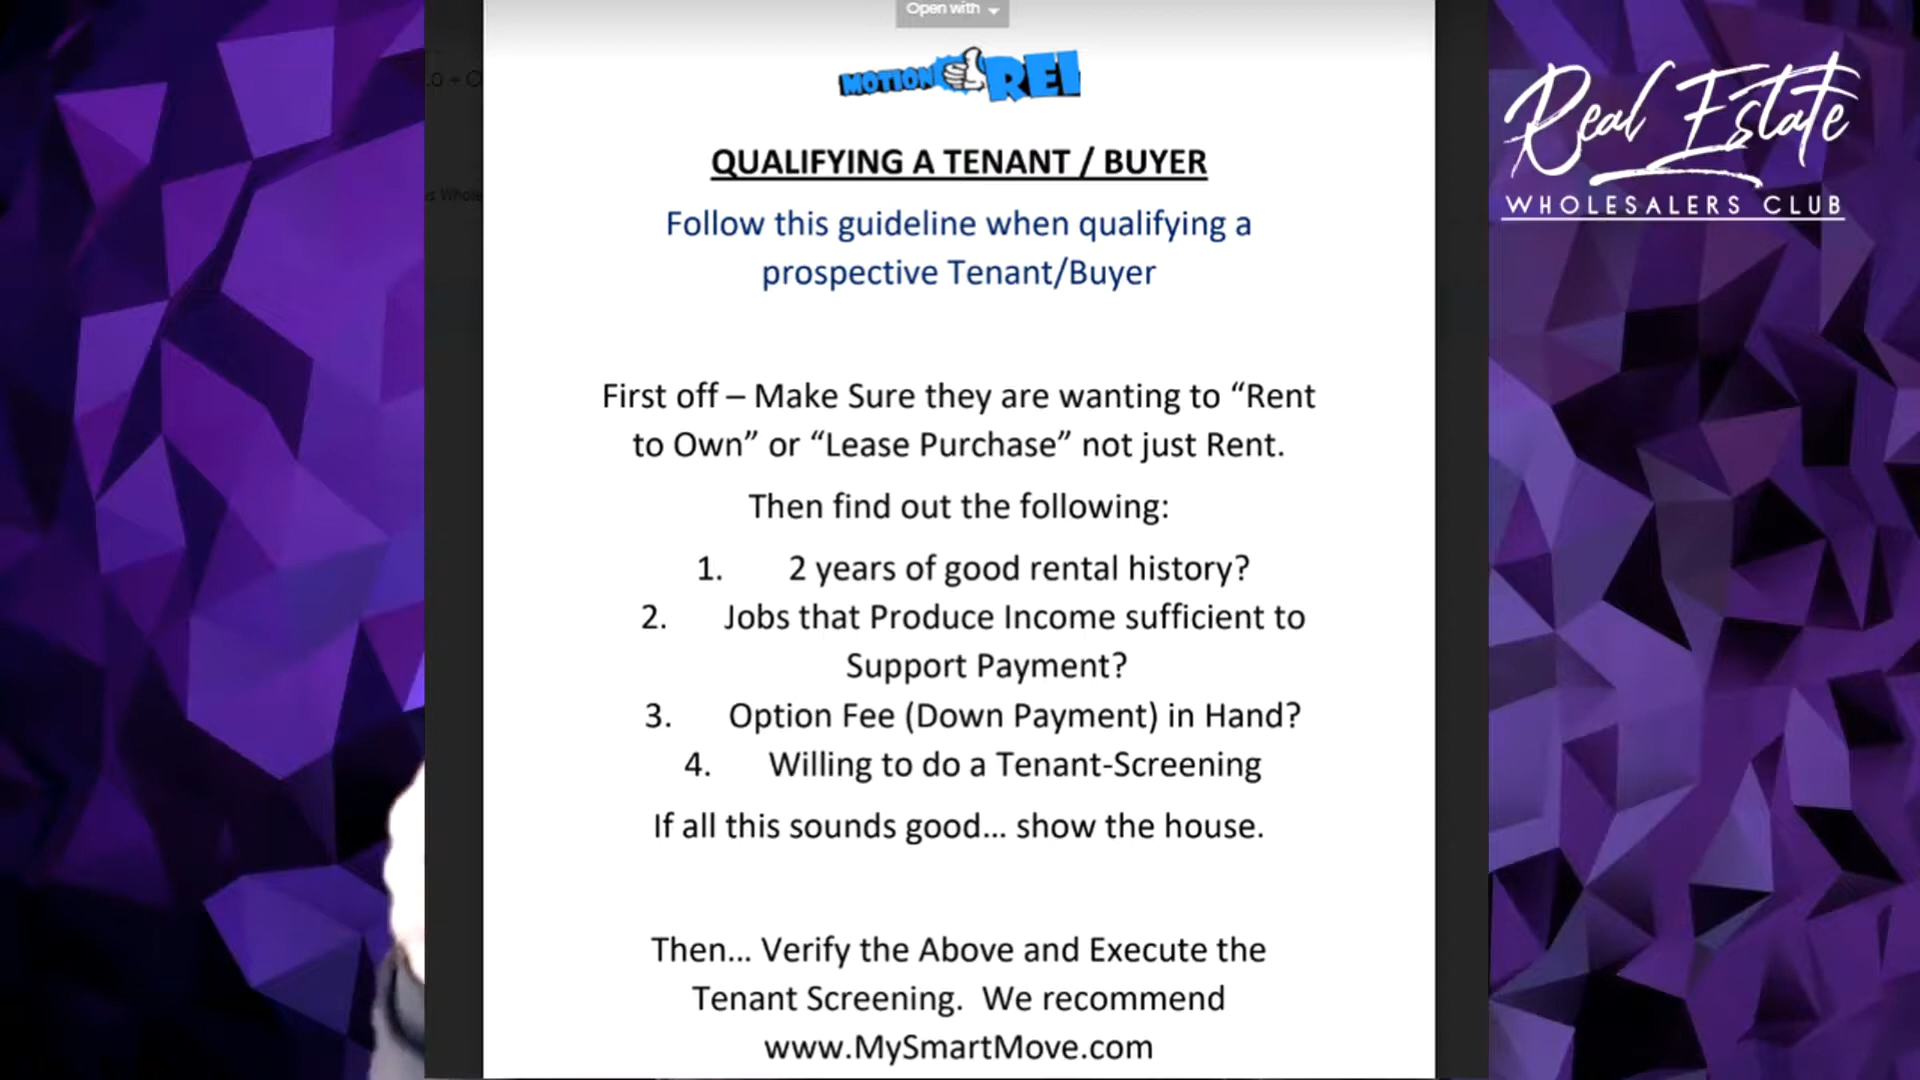 Open with
MOTION REI
Real Estate
WHOLESALERS CLUB
QUALIFYING A TENANT / BUYER
Follow this guideline when qualifying a
prospective Tenant/Buyer
First off – Make Sure they are wanting to “Rent
to Own” or “Lease Purchase” not just Rent.
Then find out the following:
1. 2 years of good rental history?
2. Jobs that Produce Income sufficient to
Support Payment?
3. Option Fee (Down Payment) in Hand?
4. Willing to do a Tenant-Screening
If all this sounds good... show the house.
Then... Verify the Above and Execute the
Tenant Screening. We recommend
www.MySmartMove.com